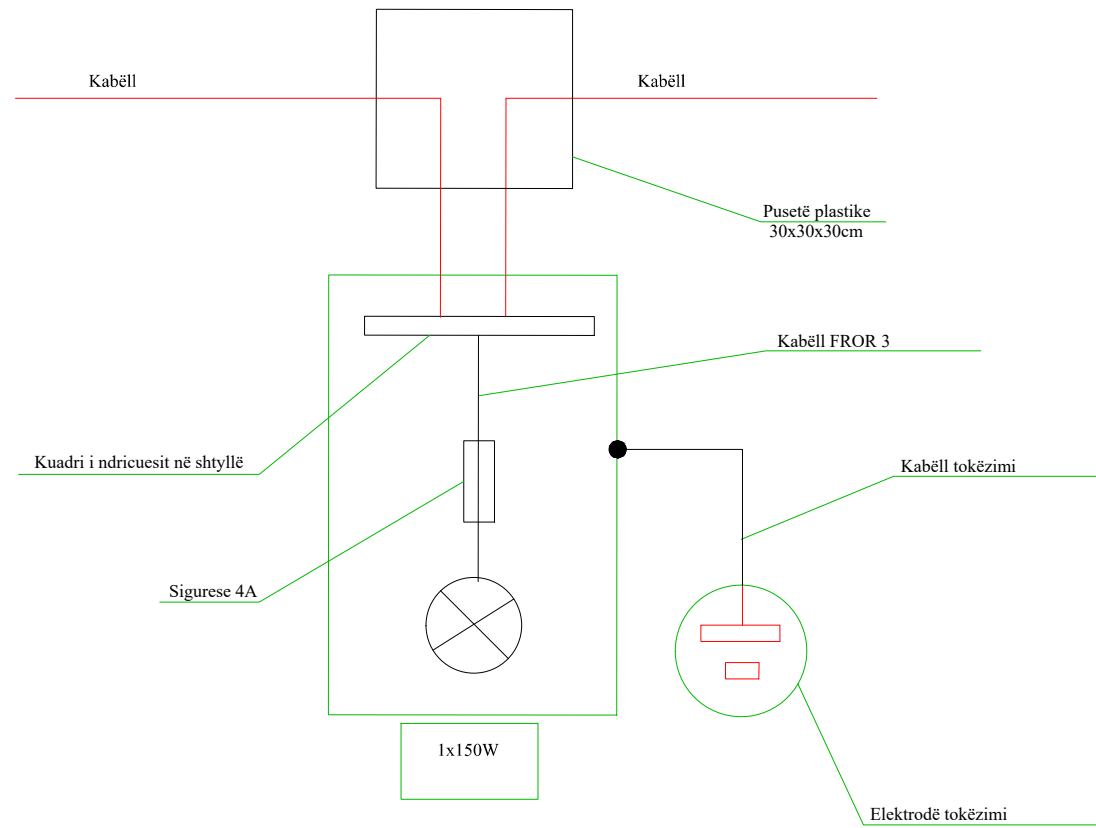 Kabëll
Kabëll
Pusetë plastike
30x30x30cm
Kabëll FROR 3
Kuadri i ndricuesit në shtyllë
Kabëll tokëzimi
Sigurese 4A
1x150W
Elektrodë tokëzimi